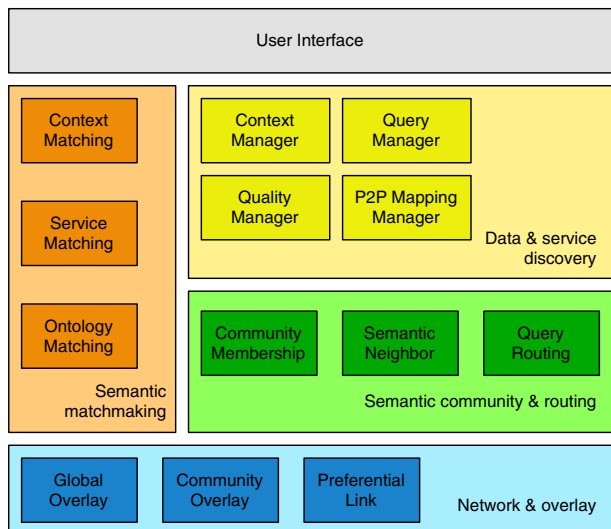 User Interface
Context
Matching
Service
Matching
Ontology
Matching
Semantic
matchmaking
Context
Manager
Query
Manager
Quality
Manager
P2P Mapping
Manager
Data & service
discovery
Community
Membership
Semantic
Neighbor
Query
Routing
Semantic community & routing
Global
Overlay
Community
Overlay
Preferential
Link
Network & overlay